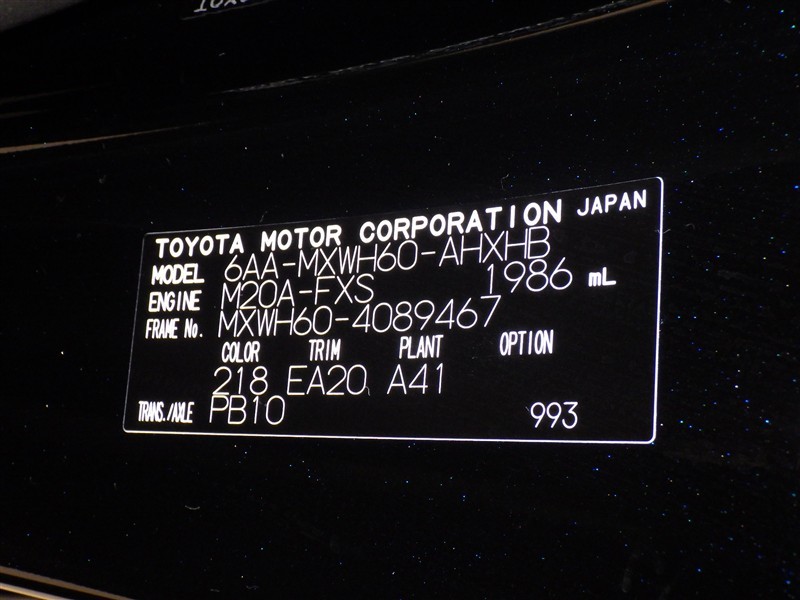 TOYOTA MOTOR CORPORATION JAPAN
MODEL 6AA-MXWH60-AHXHB
ENGINE M20A-FXS 1986 mL
FRAME No. MXWH60-4089467
COLOR TRIM PLANT OPTION
218 EA20 A41
TRANS./AXLE PB10 993